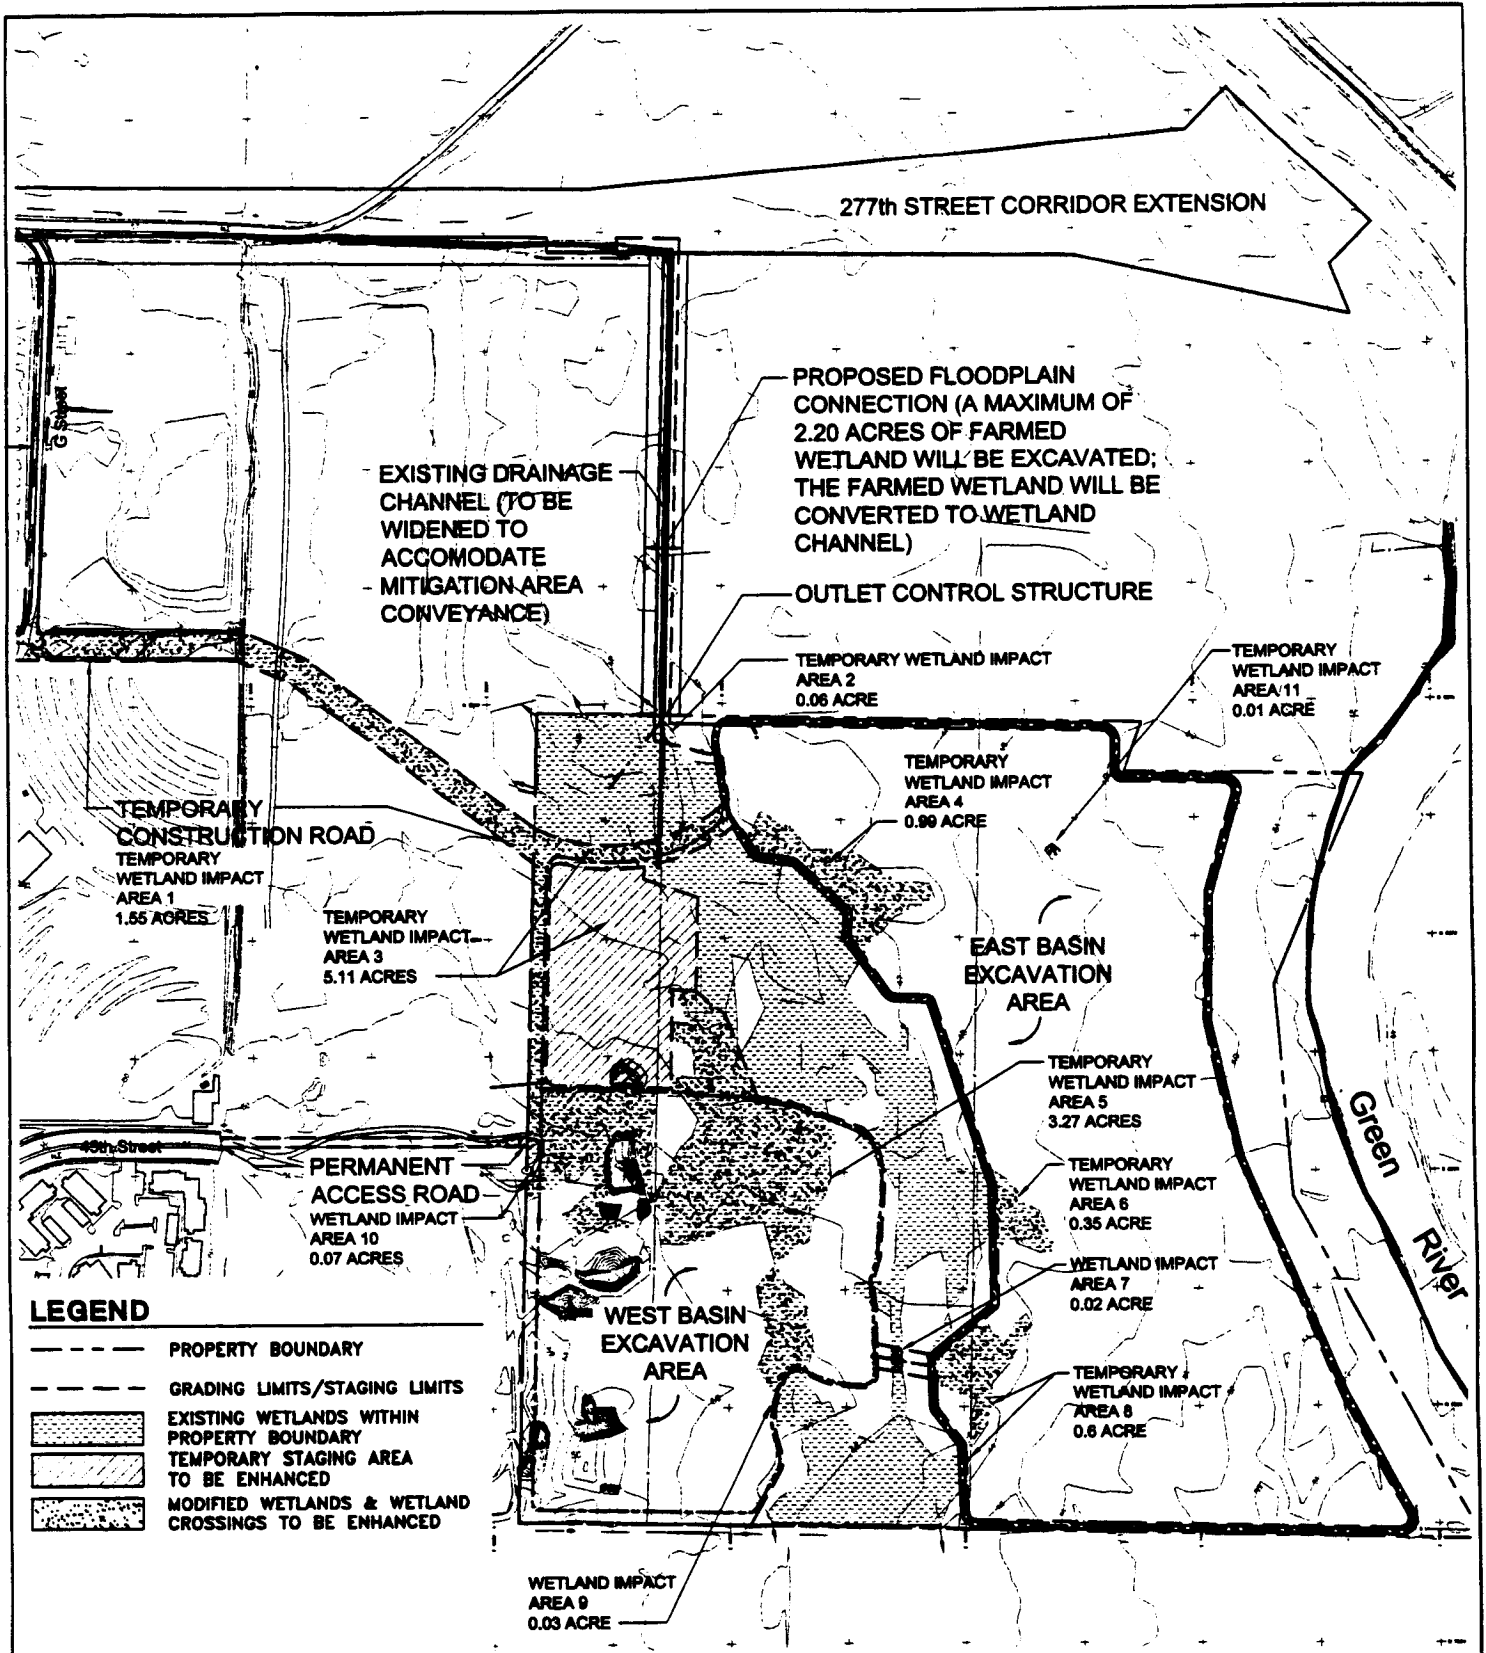 277th STREET CORRIDOR EXTENSION
G Street
PROPOSED FLOODPLAIN
CONNECTION (A MAXIMUM OF
2.20 ACRES OF FARMED
WETLAND WILL BE EXCAVATED;
THE FARMED WETLAND WILL BE
CONVERTED TO WETLAND
CHANNEL)
EXISTING DRAINAGE
CHANNEL (TO BE
WIDENED TO
ACCOMODATE
MITIGATION AREA
CONVEYANCE)
OUTLET CONTROL STRUCTURE
TEMPORARY WETLAND IMPACT
AREA 2
0.06 ACRE
TEMPORARY
WETLAND IMPACT
AREA 11
0.01 ACRE
TEMPORARY
WETLAND IMPACT
AREA 4
0.99 ACRE
TEMPORARY
CONSTRUCTION ROAD
TEMPORARY
WETLAND IMPACT
AREA 1
1.55 ACRES
TEMPORARY
WETLAND IMPACT
AREA 3
5.11 ACRES
EAST BASIN
EXCAVATION
AREA
TEMPORARY
WETLAND IMPACT
AREA 5
3.27 ACRES
Green
River
45th Street
PERMANENT
ACCESS ROAD
WETLAND IMPACT
AREA 10
0.07 ACRES
TEMPORARY
WETLAND IMPACT
AREA 6
0.35 ACRE
WETLAND IMPACT
AREA 7
0.02 ACRE
WEST BASIN
EXCAVATION
AREA
TEMPORARY
WETLAND IMPACT
AREA 8
0.6 ACRE
LEGEND
PROPERTY BOUNDARY
GRADING LIMITS/STAGING LIMITS
EXISTING WETLANDS WITHIN
PROPERTY BOUNDARY
TEMPORARY STAGING AREA
TO BE ENHANCED
MODIFIED WETLANDS & WETLAND
CROSSINGS TO BE ENHANCED
WETLAND IMPACT
AREA 9
0.03 ACRE